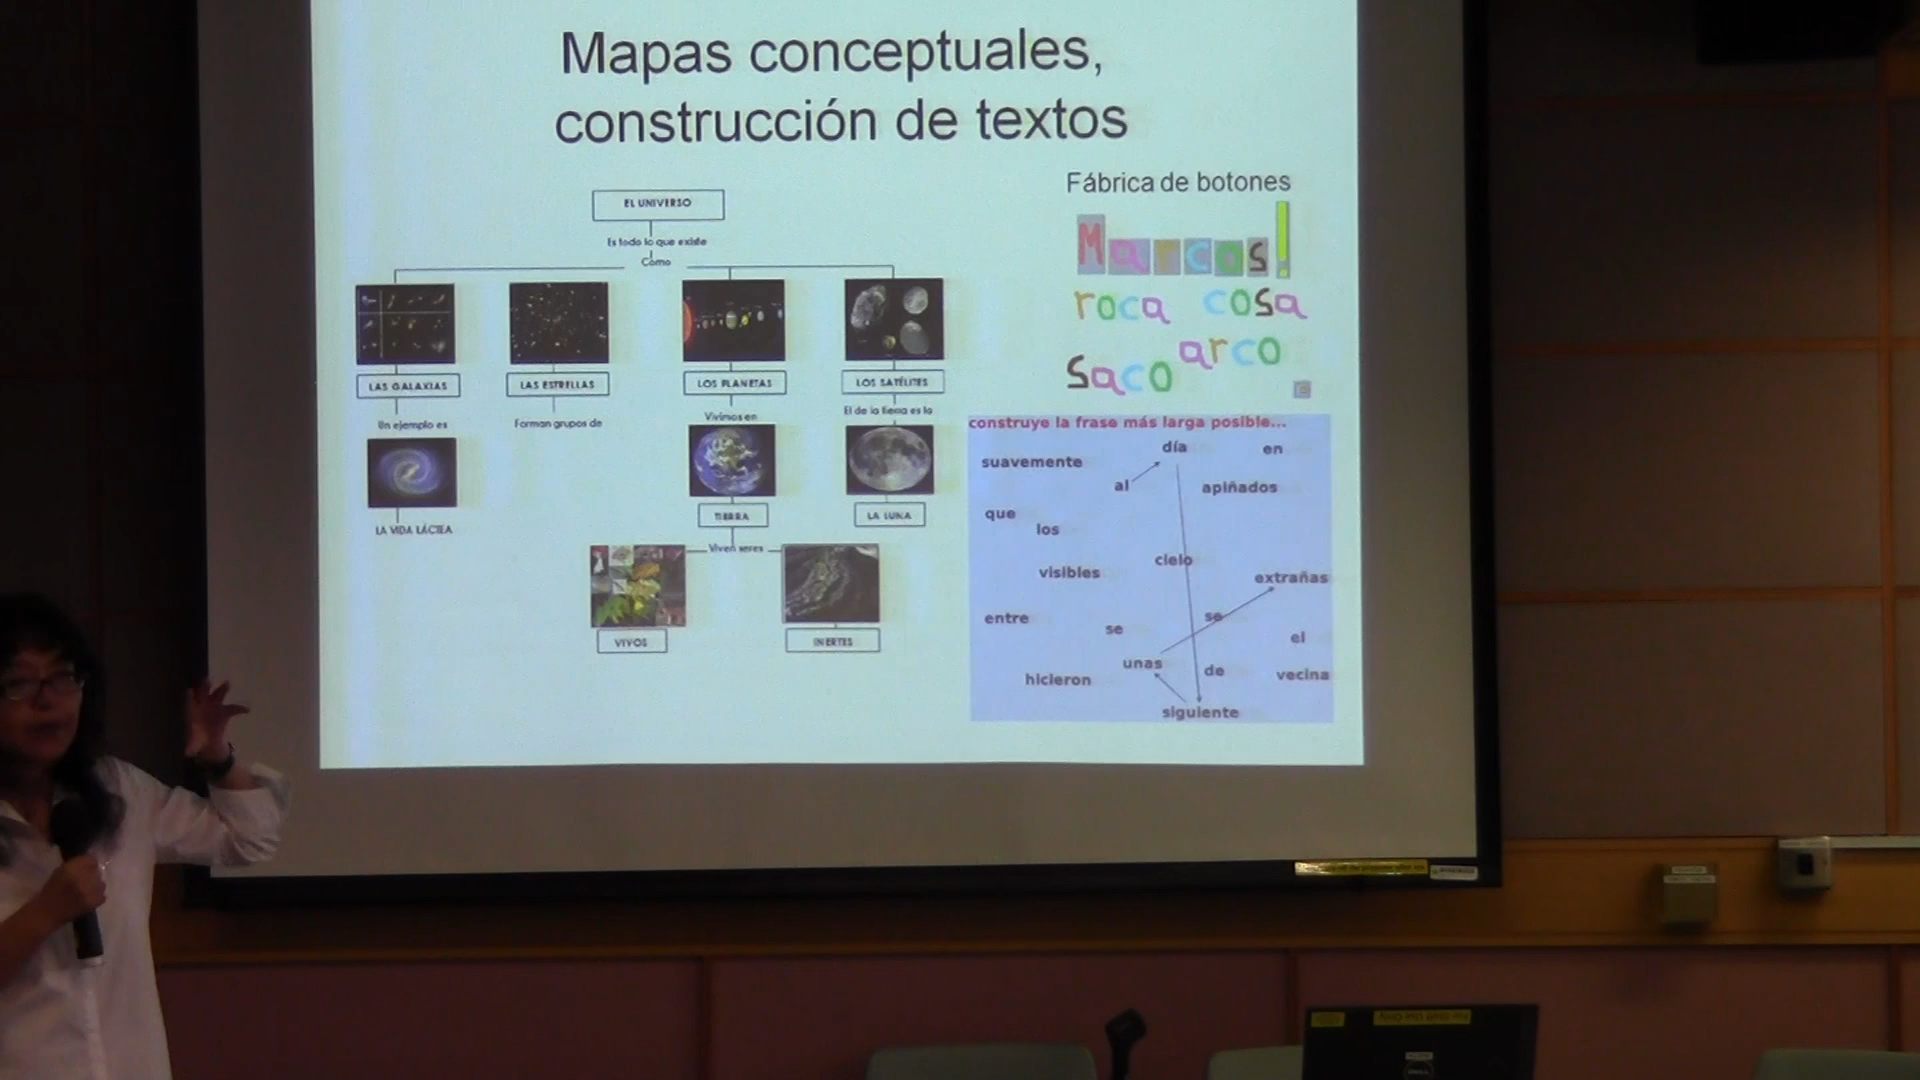 Mapas conceptuales,
construcción de textos
EL UNIVERSO
Es todo lo que existe
Como
LAS GALAXIAS
LAS ESTRELLAS
LOS PLANETAS
LOS SATÉLITES
Un ejemplo es
Forman grupos de
Vivimos en
El de la tierra es la
LA VIDA LÁCTEA
TIERRA
LA LUNA
Viven seres
VIVOS
INERTES
Fábrica de botones
Marcos!
roca cosa
saco arco
construye la frase más larga posible...
suavemente día en
al apiñados
que
los
visibles cielo extrañas
entre se
se el
unas
hicieron de vecina
siguiente
DELL